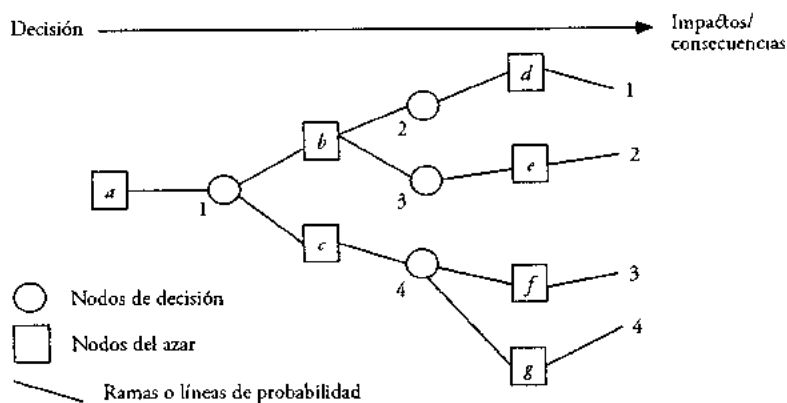 Decisión
Impactos/
consecuencias
d
1
2
b
e
2
3
a
1
c
4
f
3
4
g
Nodos de decisión
Nodos del azar
Ramas o líneas de probabilidad